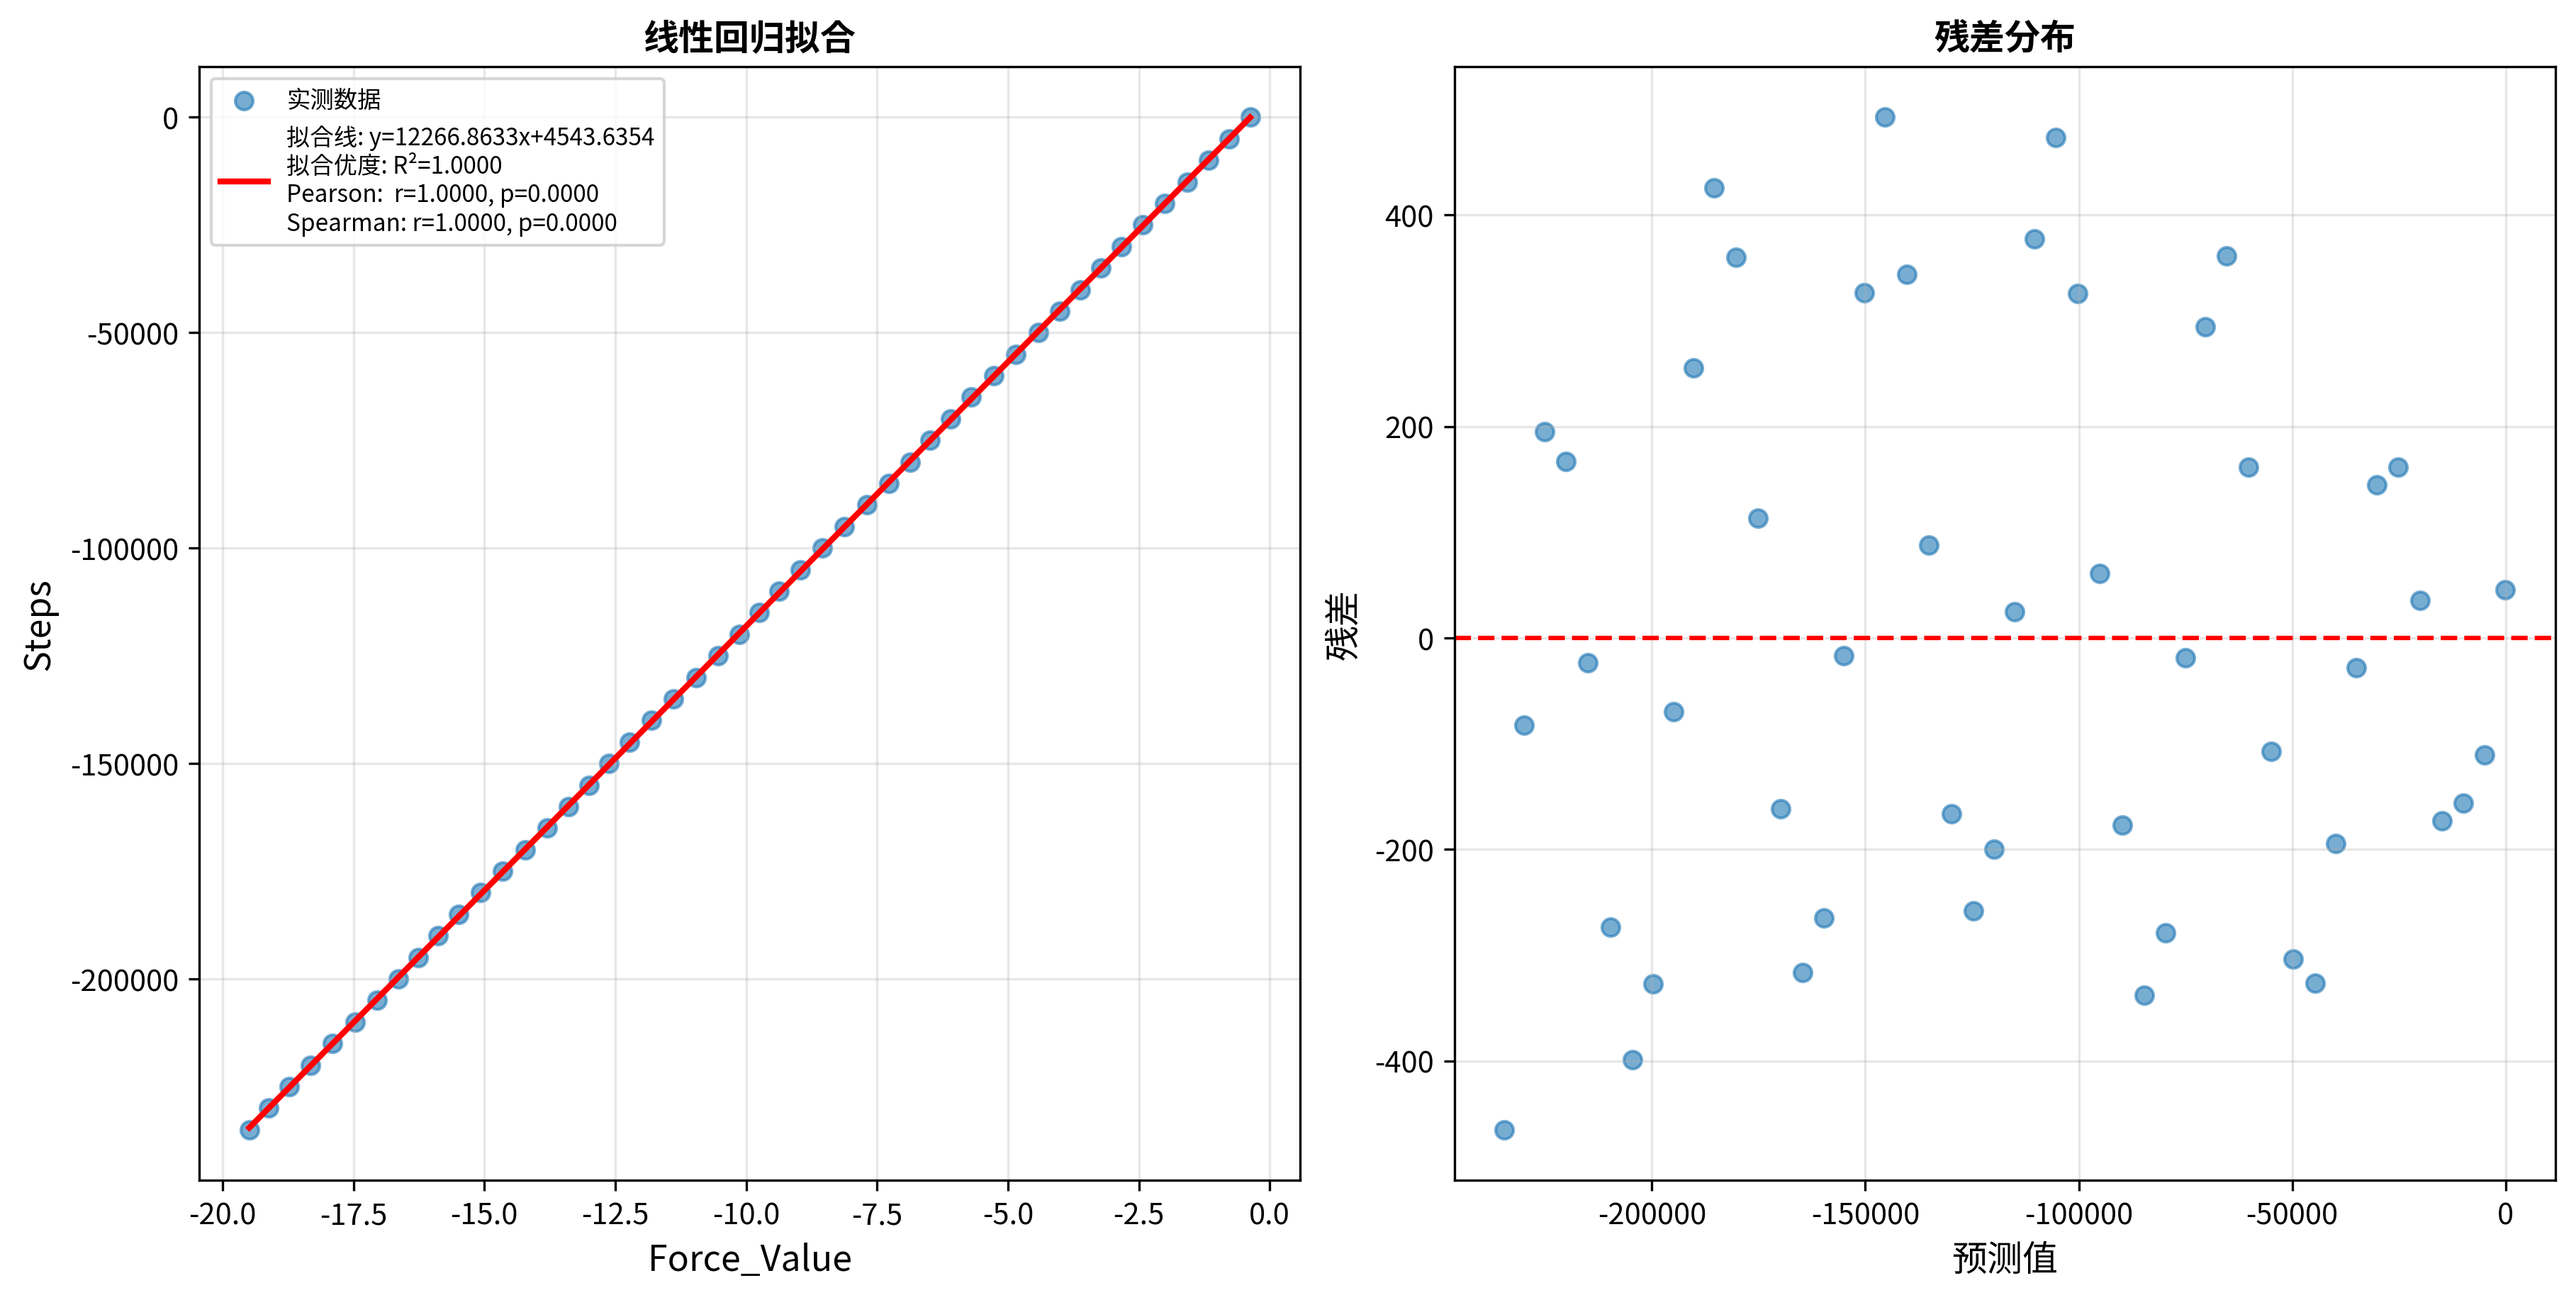 线性回归拟合
实测数据
拟合线: y=12266.8633x+4543.6354
拟合优度: R²=1.0000
Pearson:  r=1.0000, p=0.0000
Spearman: r=1.0000, p=0.0000
0
-50000
-100000
-150000
-200000
Steps
-20.0
-17.5
-15.0
-12.5
-10.0
-7.5
-5.0
-2.5
0.0
Force_Value
残差分布
400
200
0
-200
-400
残差
-200000
-150000
-100000
-50000
0
预测值